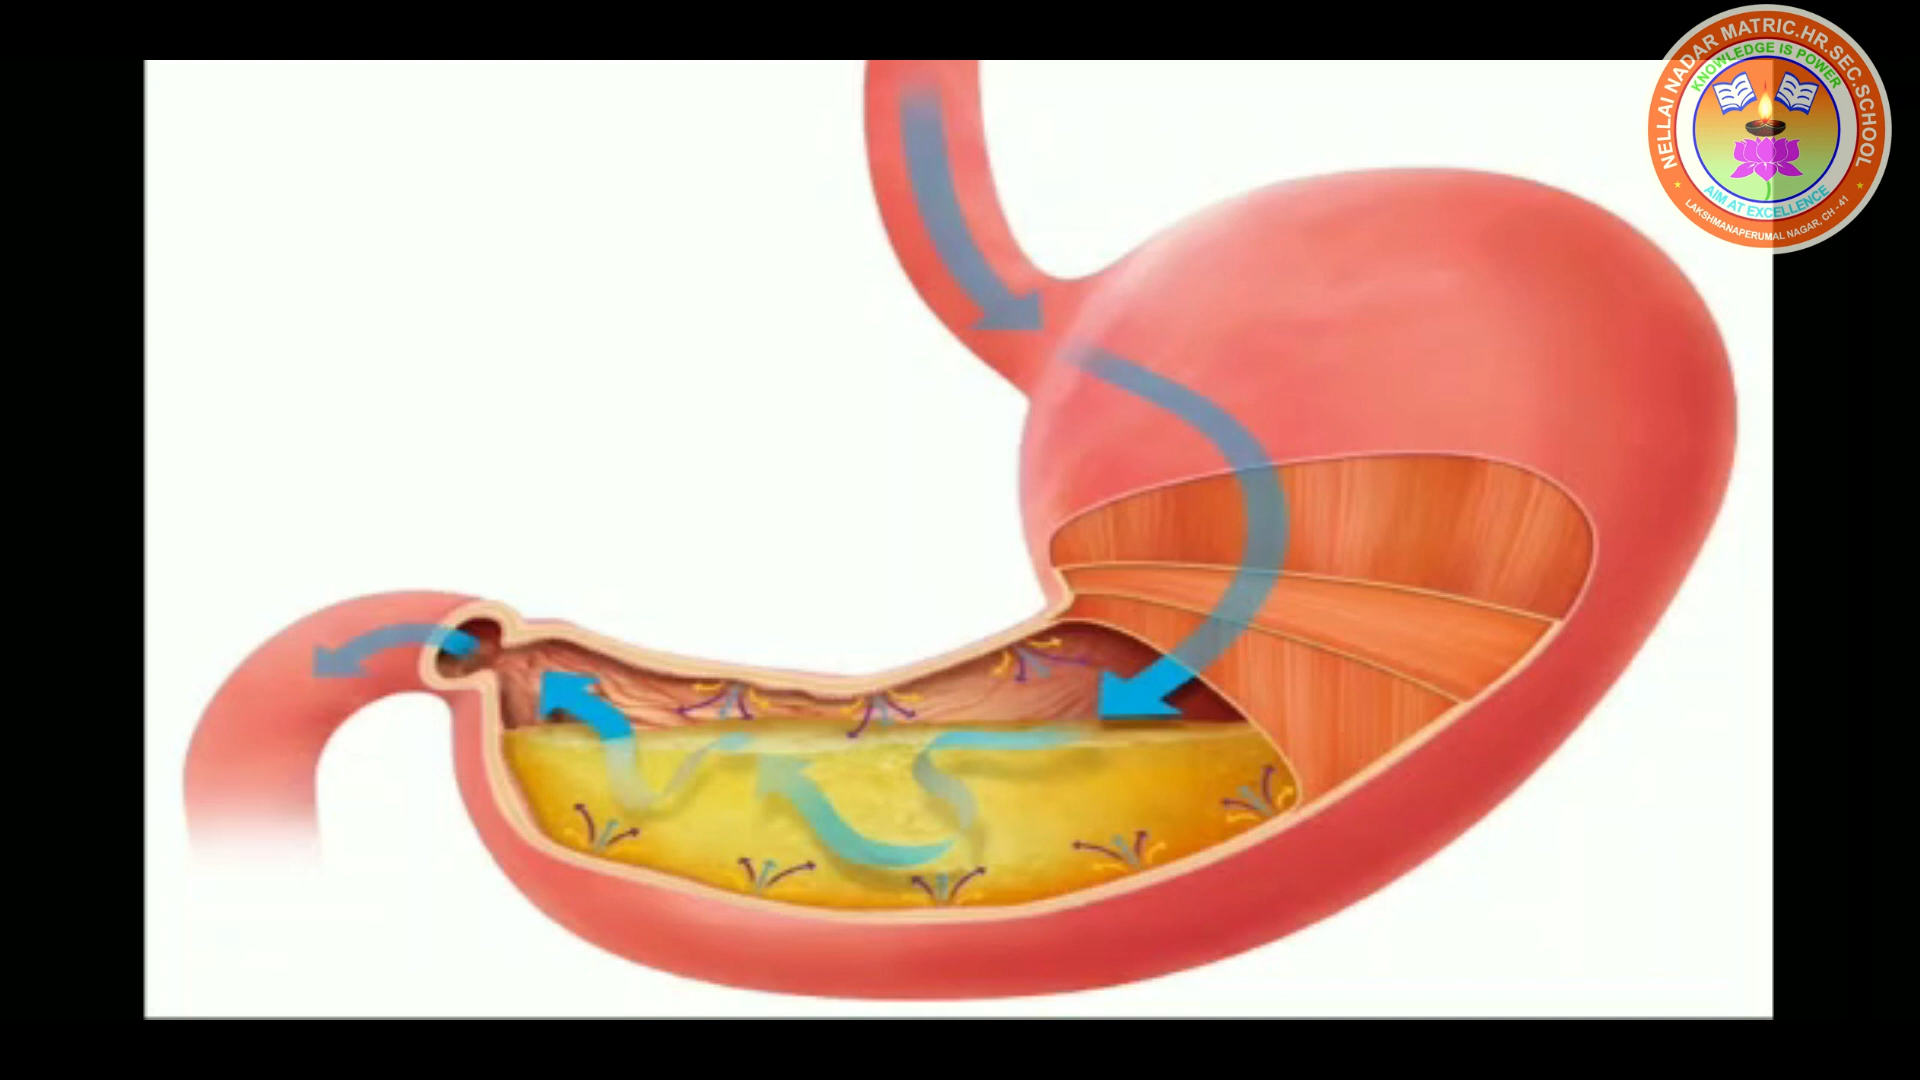 NELLAI NADAR MATRIC.HR.SEC.SCHOOL
KNOWLEDGE IS POWER
AIM AT EXCELLENCE
LAKSHMANAPERUMAL NAGAR, CH - 41